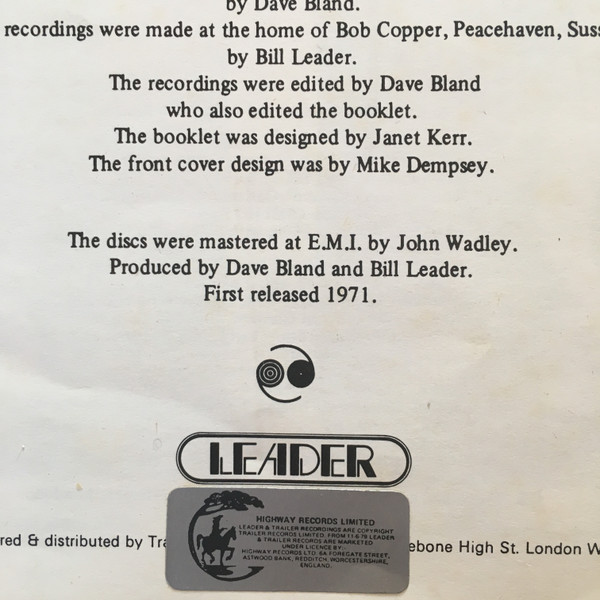 by Dave Bland.
recordings were made at the home of Bob Copper, Peacehaven, Suss
by Bill Leader.
The recordings were edited by Dave Bland
who also edited the booklet.
The booklet was designed by Janet Kerr.
The front cover design was by Mike Dempsey.
The discs were mastered at E.M.I. by John Wadley.
Produced by Dave Bland and Bill Leader.
First released 1971.
LEADER
HIGHWAY RECORDS LIMITED
LEADER & TRAILER RECORDINGS ARE COPYRIGHT
TRAILER RECORDS LIMITED. FROM 11-6-78 LEADER
& TRAILER RECORDS ARE MARKETED
UNDER LICENCE BY:-
HIGHWAY RECORDS LTD. 6A FOREGATE STREET,
ASTWOOD BANK, REDDITCH, WORCESTERSHIRE,
ENGLAND.
red & distributed by Tra ebone High St. London W